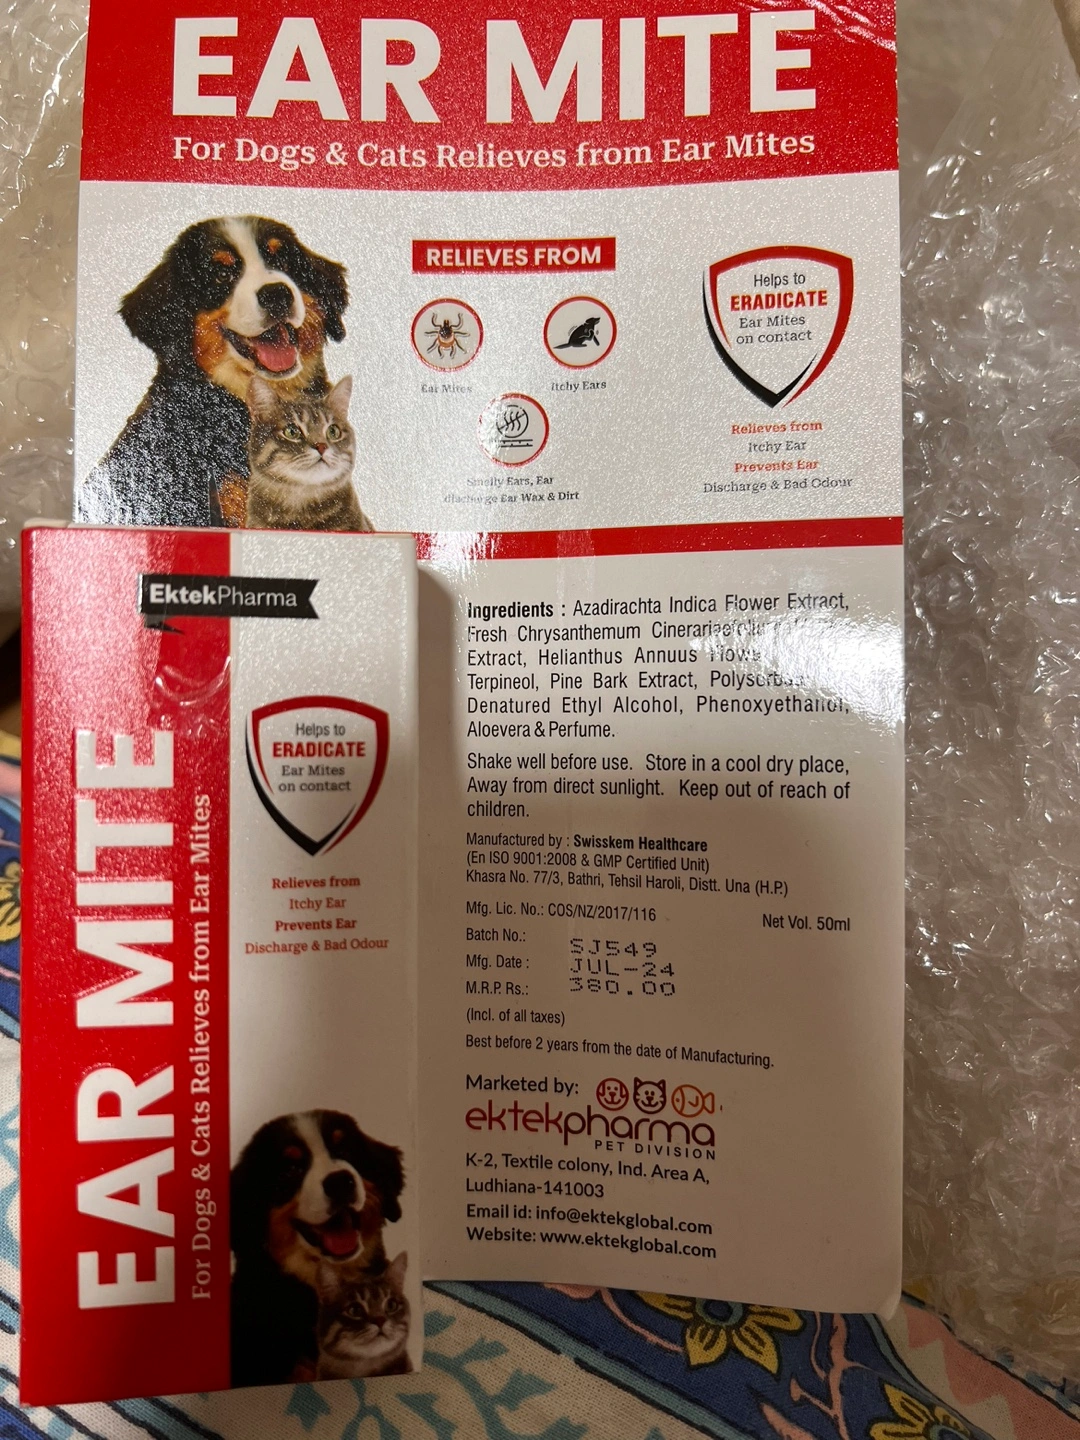 EAR MITE
For Dogs & Cats Relieves from Ear Mites
RELIEVES FROM
Ear Mites
Itchy Ears
Smelly Ears, Ear
discharge Ear Wax & Dirt
Helps to
ERADICATE
Ear Mites
on contact
Relieves from
Itchy Ear
Prevents Ear
Discharge & Bad Odour
EktekPharma
EAR MITE
For Dogs & Cats Relieves from Ear Mites
Helps to
ERADICATE
Ear Mites
on contact
Relieves from
Itchy Ear
Prevents Ear
Discharge & Bad Odour
Ingredients : Azadirachta Indica Flower Extract,
Fresh Chrysanthemum
Extract, Helianthus Annuus
Terpineol, Pine Bark Extract,
Denatured Ethyl Alcohol, Phenoxyethanol,
Aloevera & Perfume.
Shake well before use. Store in a cool dry place,
Away from direct sunlight. Keep out of reach of
children.
Manufactured by : Swisskem Healthcare
(En ISO 9001:2008 & GMP Certified Unit)
Khasra No. 77/3, Bathri, Tehsil Haroli, Distt. Una (H.P.)
Mfg. Lic. No.: COS/NZ/2017/116
Net Vol. 50ml
Batch No.: SJ549
Mfg. Date : JUL-24
M.R.P. Rs.: 380.00
(Incl. of all taxes)
Best before 2 years from the date of Manufacturing.
Marketed by:
ektekpharma
PET DIVISION
K-2, Textile colony, Ind. Area A,
Ludhiana-141003
Email id: info@ektekglobal.com
Website: www.ektekglobal.com